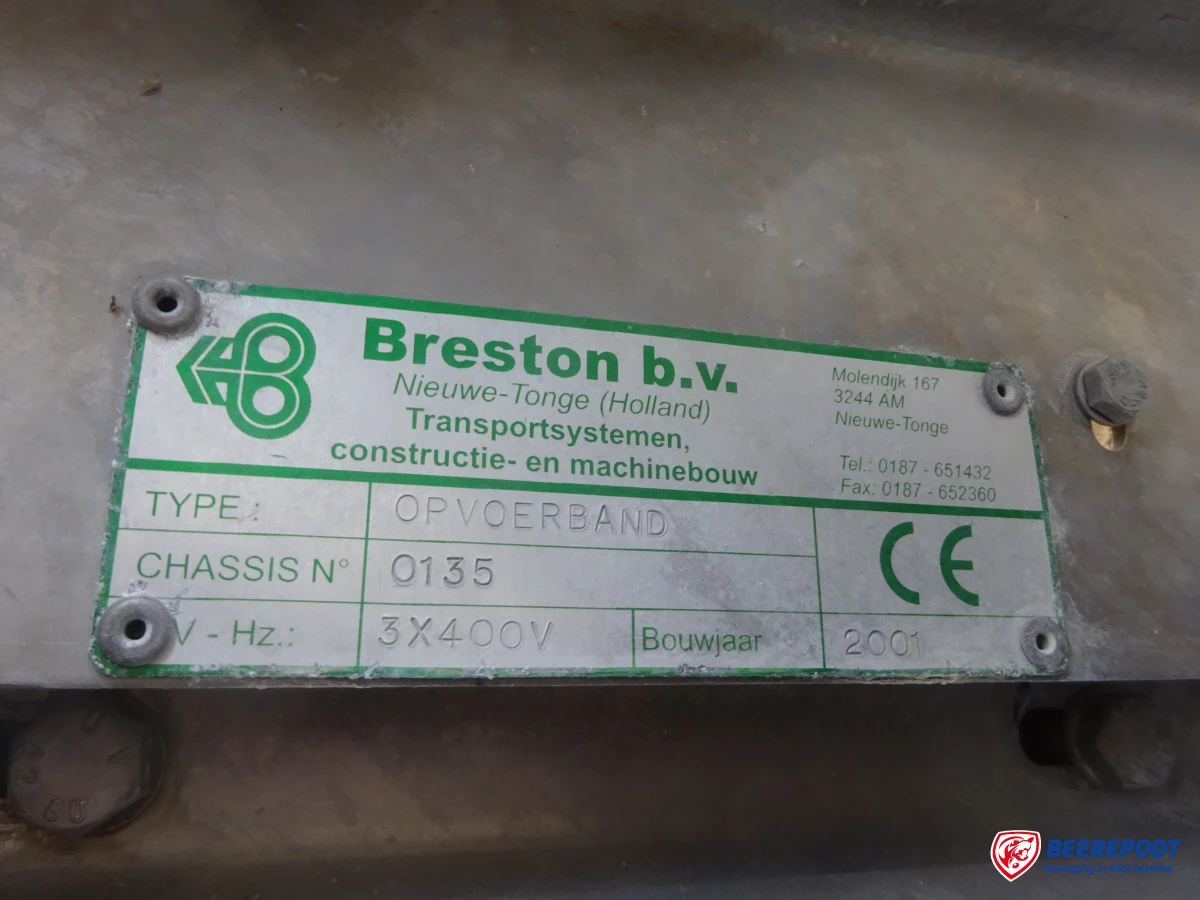 Breston b.v.
Nieuwe-Tonge (Holland)
Transportsystemen,
constructie- en machinebouw
Molendijk 167
3244 AM
Nieuwe-Tonge
Tel.: 0187 - 651432
Fax: 0187 - 652360
TYPE : OPVOERBAND
CHASSIS N° 0135
V - Hz.: 3X400V Bouwjaar 2001
CE
BEEREPOOT